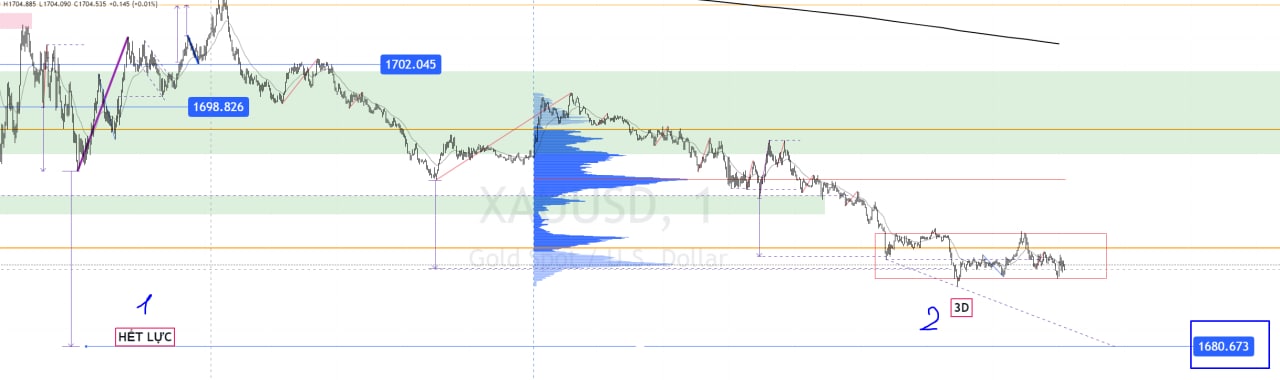 H1704.885 L1704.090 C1704.535 +0.145 (+0.01%)
1702.045
1698.826
XAUUSD, 1
Gold Spot / U.S. Dollar
1
HẾT LỰC
2
3D
1680.673